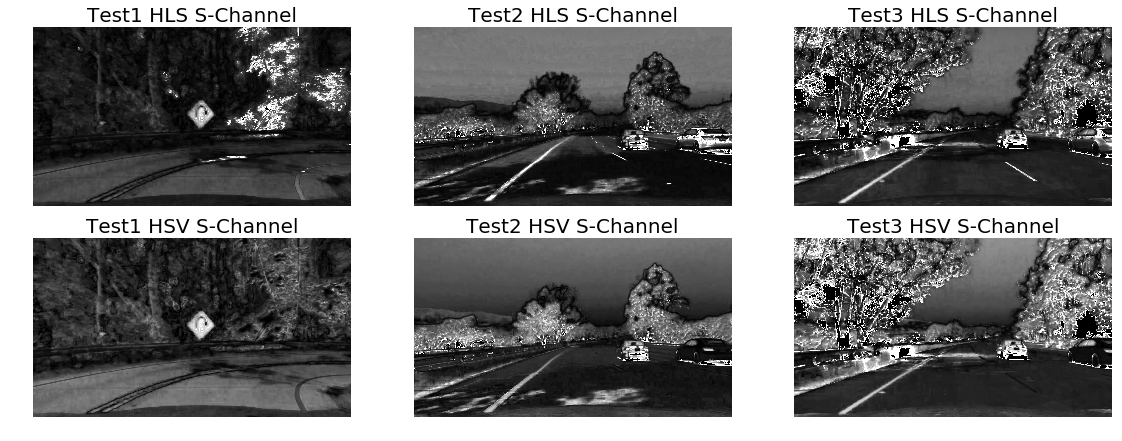 Test1 HLS S-Channel
Test2 HLS S-Channel
Test3 HLS S-Channel
Test1 HSV S-Channel
Test2 HSV S-Channel
Test3 HSV S-Channel